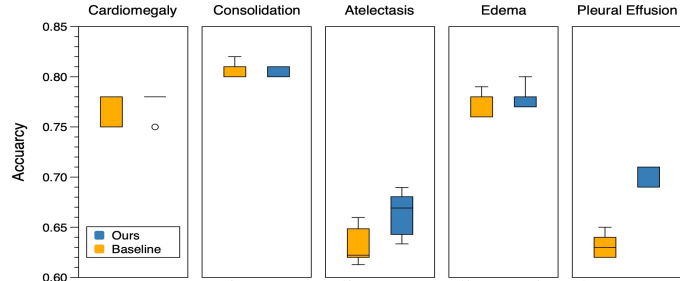 Cardiomegaly Consolidation Atelectasis Edema Pleural Effusion
Accuarcy
0.85
0.80
0.75
0.70
0.65
0.60
Ours
Baseline